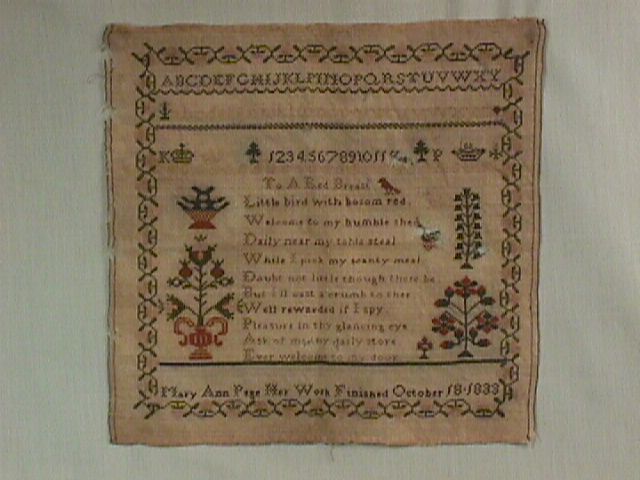 ABCDEFGHIJKLMNOPQRSTUVWXY
K 1234567891011 P
To A Red Breast
Little bird with bosom red
Welcome to my humble shed
Daily near my table steal
While I pick my scanty meal
Doubt not little though there be
But I'll cast a crumb to thee
Well rewarded if I spy
Pleasure in thy glancing eye
Ask of me my daily store
Ever welcome to my door
Mary Ann Page Her Work Finished October 18·1833